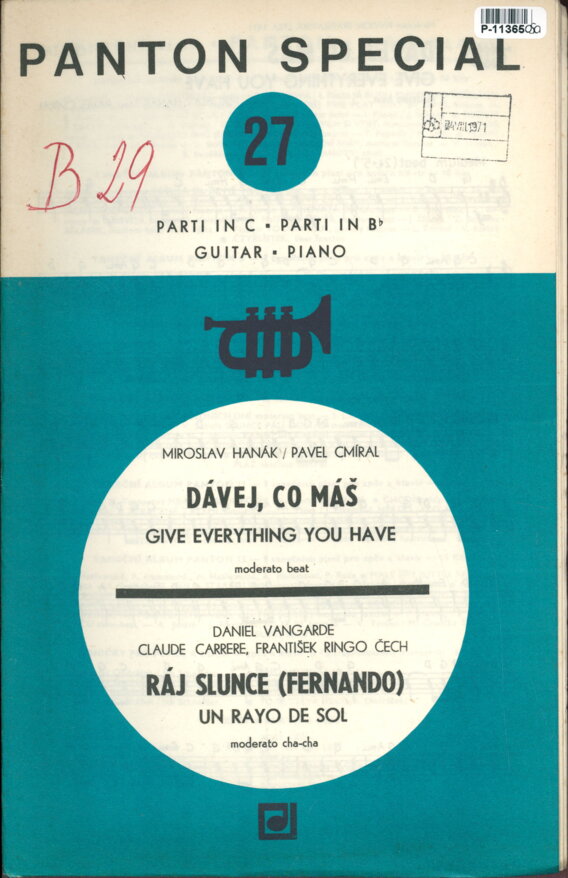 P-11365
PANTON SPECIAL
27
B 29
PARTI IN C ▪ PARTI IN B♭
GUITAR ▪ PIANO
MIROSLAV HANÁK / PAVEL CMÍRAL
DÁVEJ, CO MÁŠ
GIVE EVERYTHING YOU HAVE
moderato beat
DANIEL VANGARDE
CLAUDE CARRERE, FRANTIŠEK RINGO ČECH
RÁJ SLUNCE (FERNANDO)
UN RAYO DE SOL
moderato cha-cha